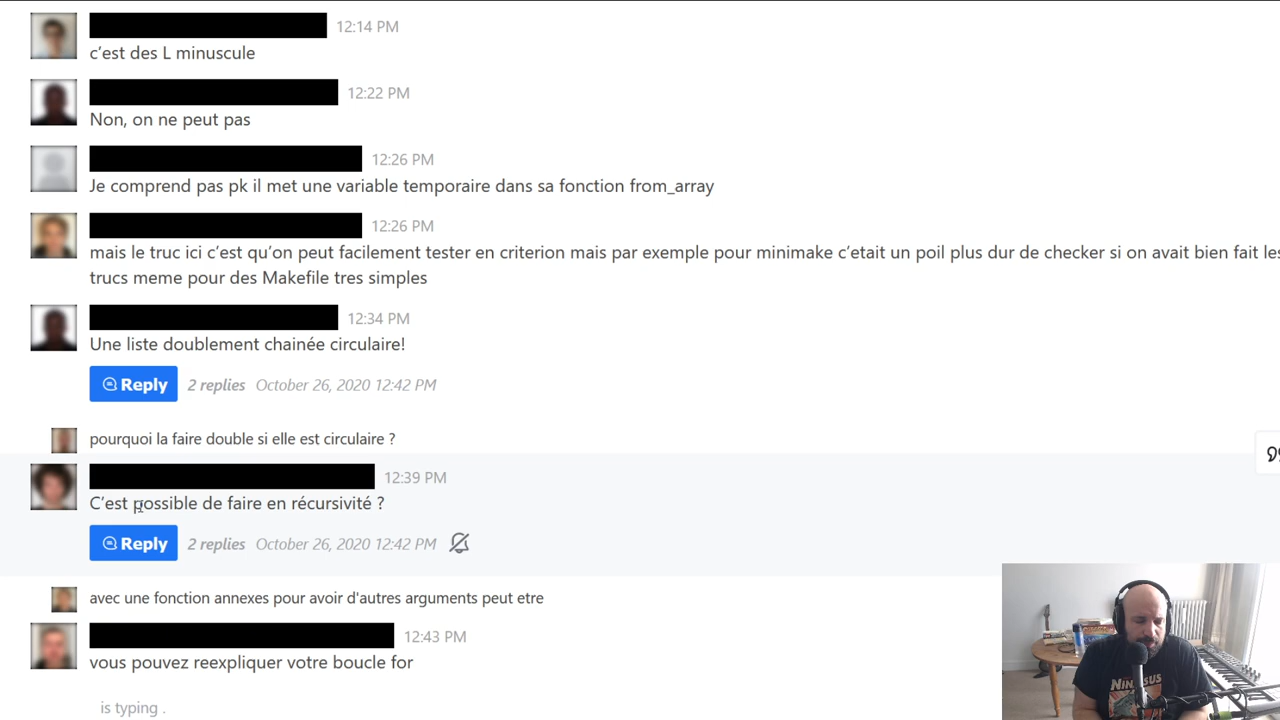 12:14 PM
c'est des L minuscule
12:22 PM
Non, on ne peut pas
12:26 PM
Je comprend pas pk il met une variable temporaire dans sa fonction from_array
12:26 PM
mais le truc ici c'est qu'on peut facilement tester en criterion mais par exemple pour minimake c'etait un poil plus dur de checker si on avait bien fait les
trucs meme pour des Makefile tres simples
12:34 PM
Une liste doublement chainée circulaire!
Reply 2 replies October 26, 2020 12:42 PM
pourquoi la faire double si elle est circulaire ?
12:39 PM
C'est possible de faire en récursivité ?
Reply 2 replies October 26, 2020 12:42 PM
avec une fonction annexes pour avoir d'autres arguments peut etre
12:43 PM
vous pouvez reexpliquer votre boucle for
is typing .